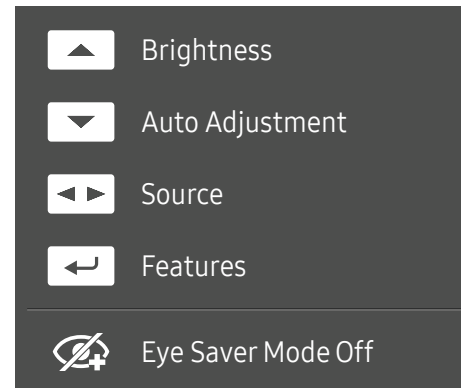 Brightness
Auto Adjustment
Source
Features
Eye Saver Mode Off